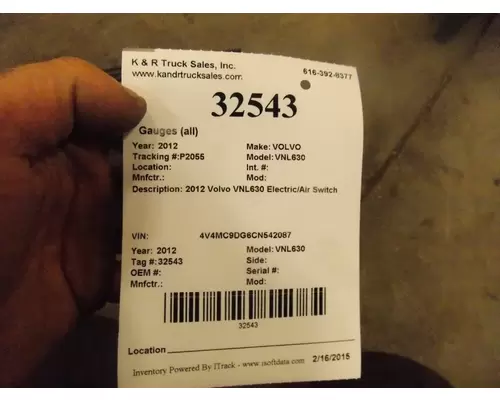 K & R Truck Sales, Inc.
www.kandrtrucksales.com 616-392-8377
32543
Gauges (all)
Year: 2012 Make: VOLVO
Tracking #:P2055 Model: VNL630
Location: Int. #:
Mnfctr.: Mod:
Description: 2012 Volvo VNL630 Electric/Air Switch
VIN: 4V4MC9DG6CN542087
Year: 2012 Model: VNL630
Tag #: 32543 Side:
OEM #: Serial #:
Mnfct.: Mod:
32543
Location
Inventory Powered By ITrack - www.isoftdata.com 2/16/2015